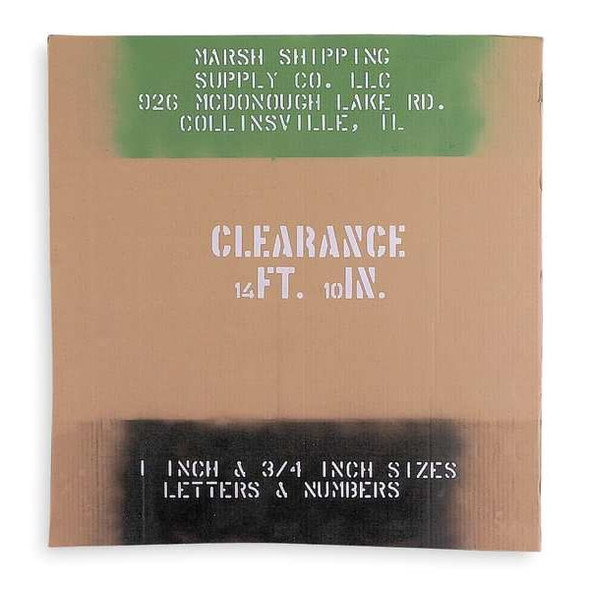 MARSH SHIPPING
SUPPLY CO. LLC
926 MCDONOUGH LAKE RD.
COLLINSVILLE, IL
CLEARANCE
14FT. 10IN.
1 INCH & 3/4 INCH SIZES
LETTERS & NUMBERS